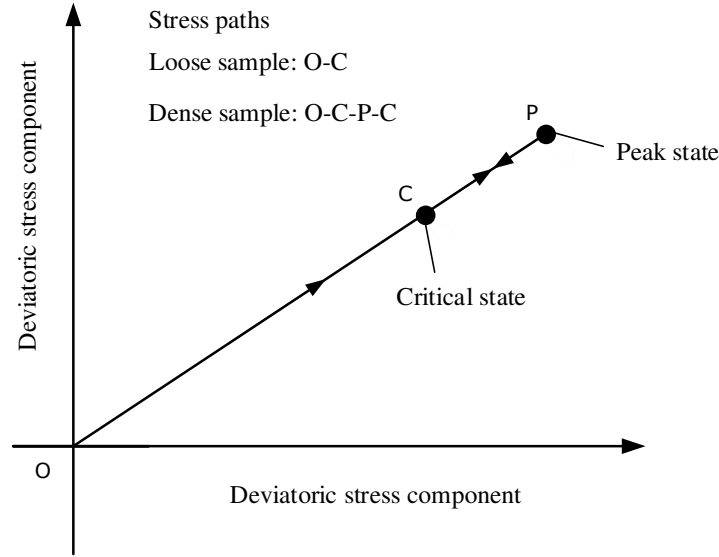 Stress paths
Loose sample: O-C
Dense sample: O-C-P-C
P
Peak state
C
Critical state
Deviatoric stress component
O
Deviatoric stress component